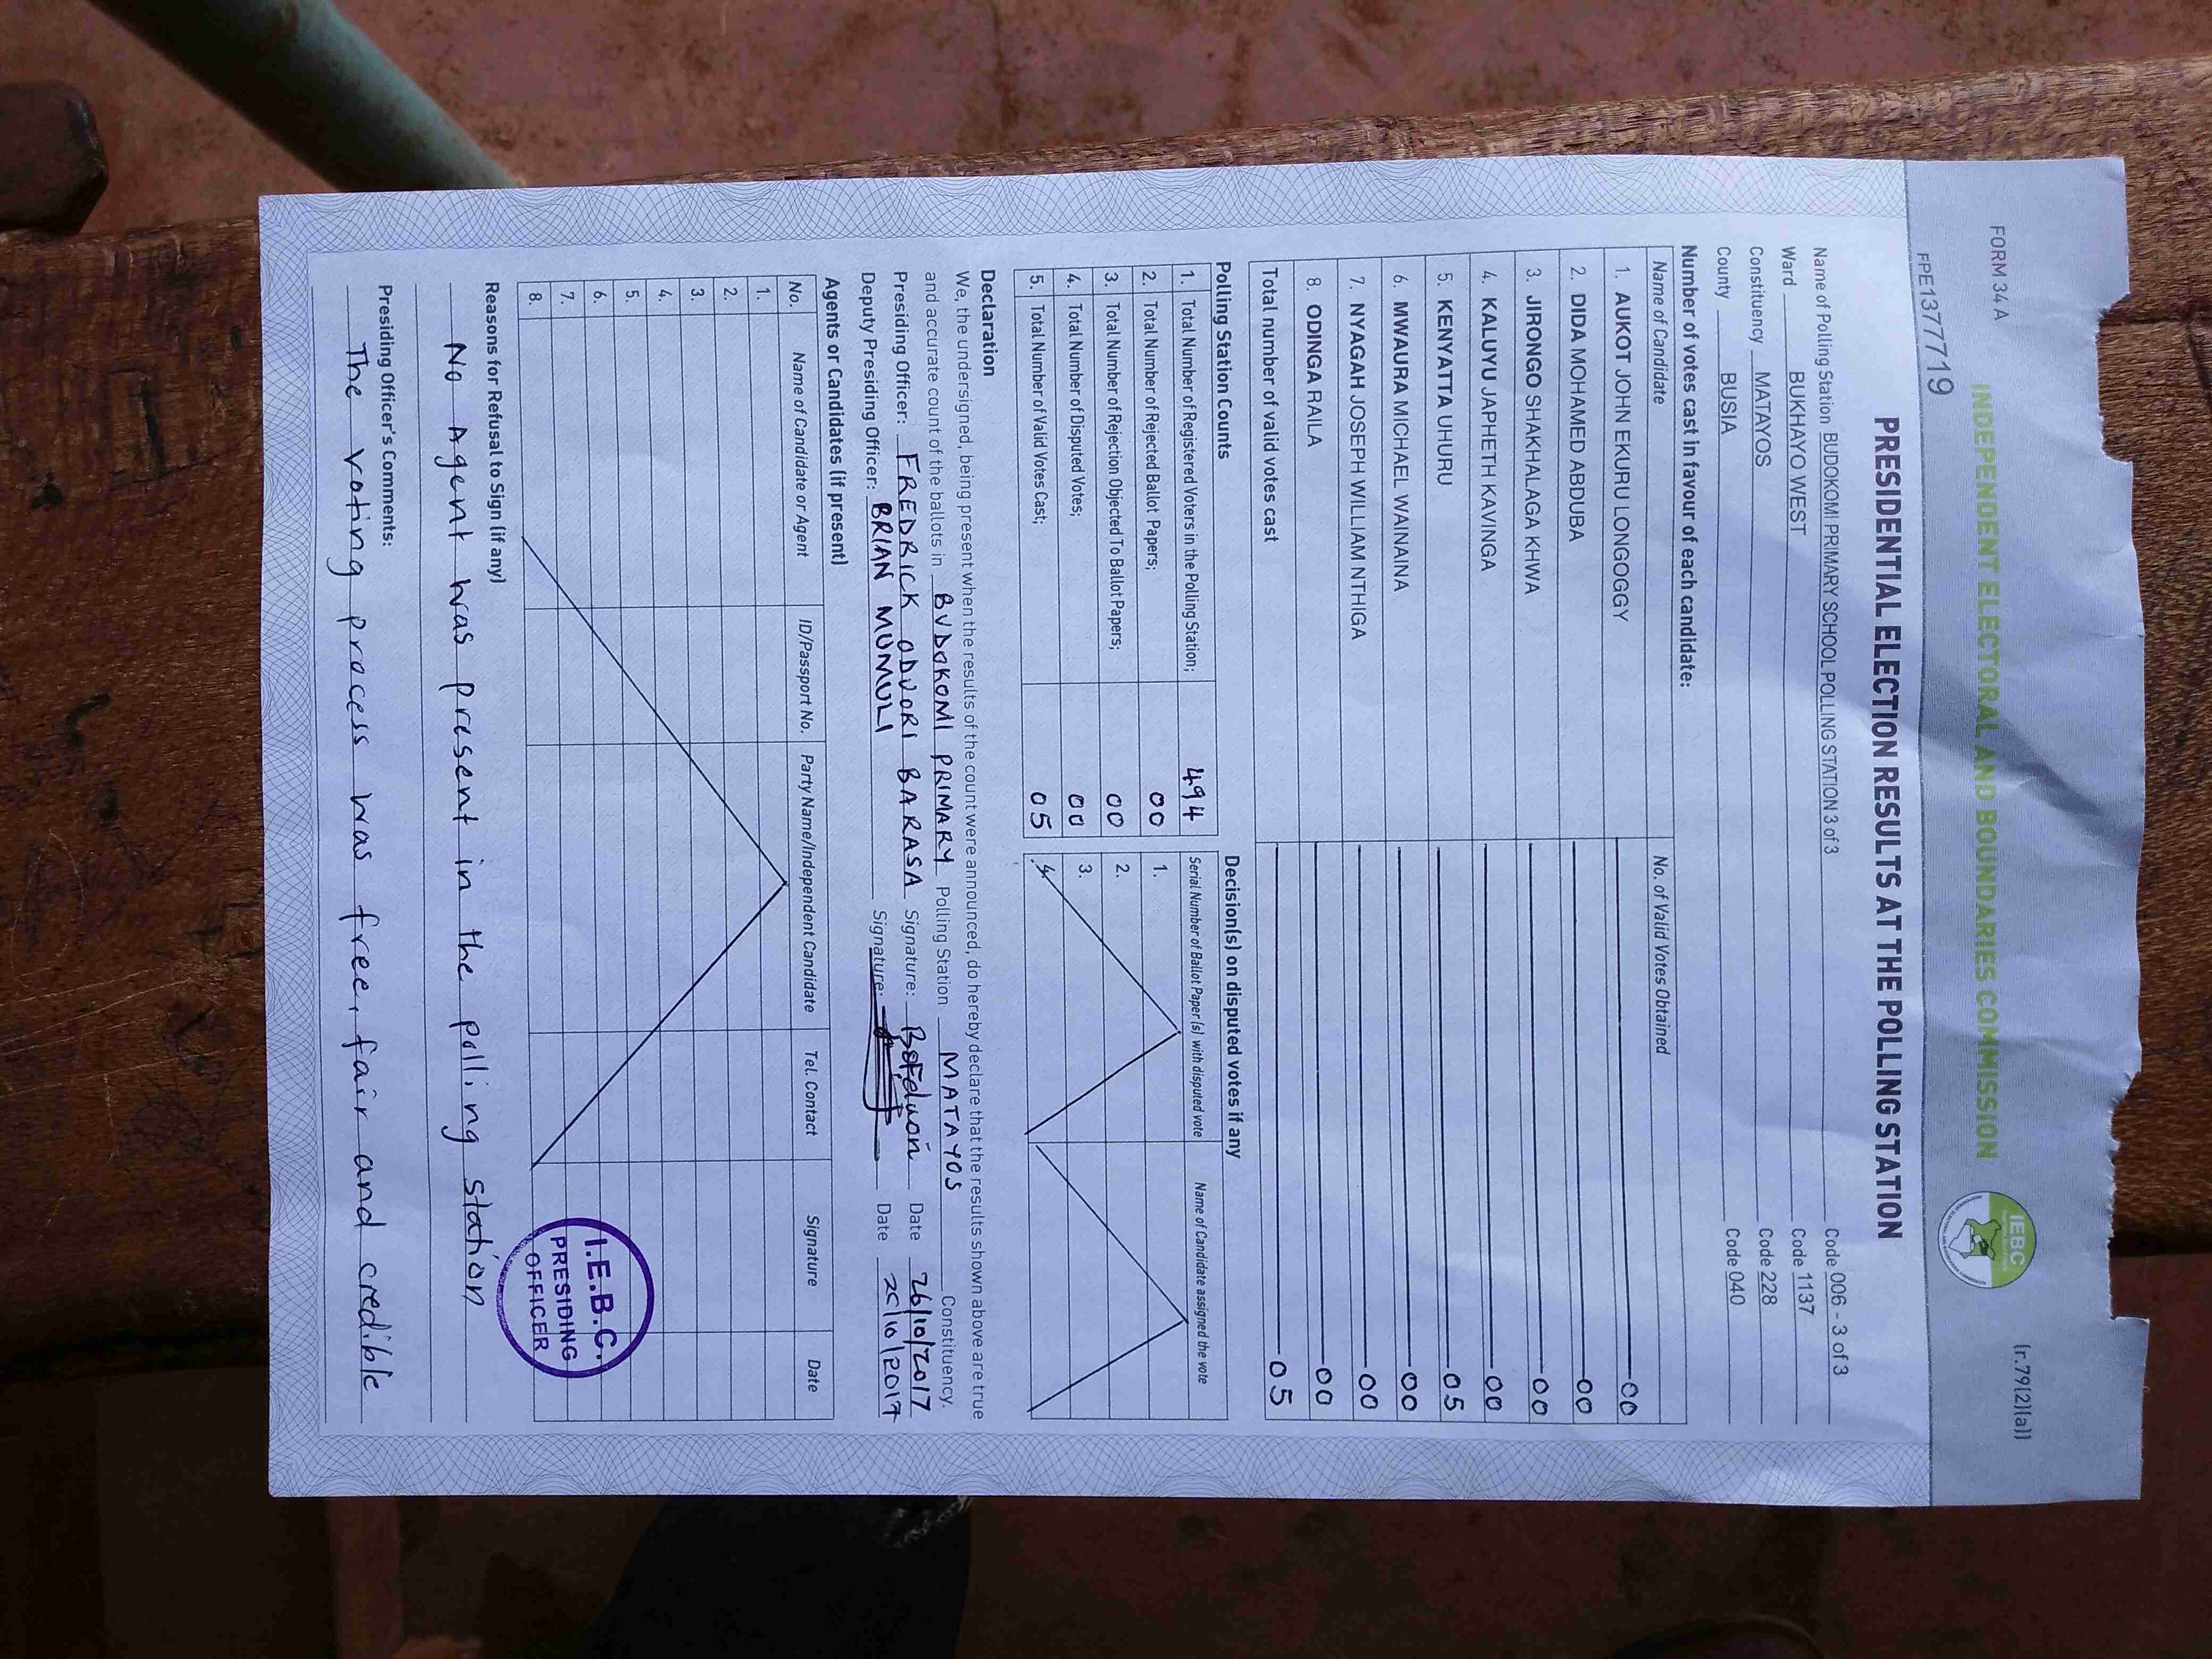 FORM 34 A
(r.79(2)(a))
INDEPENDENT ELECTORAL AND BOUNDARIES COMMISSION
IEBC
FPE1377719
PRESIDENTIAL ELECTION RESULTS AT THE POLLING STATION
Name of Polling Station BUDOKOMI PRIMARY SCHOOL POLLING STATION 3 of 3 Code 006 - 3 of 3
Ward BUKHAYO WEST Code 1137
Constituency MATAYOS Code 228
County BUSIA Code 040
Number of votes cast in favour of each candidate:
Name of Candidate No. of Valid Votes Obtained
1. AUKOT JOHN EKURU LONGOGGY 00
2. DIDA MOHAMED ABDUBA 00
3. JIRONGO SHAKHALAGA KHWA 00
4. KALUYU JAPHETH KAVINGA 00
5. KENYATTA UHURU 05
6. MWAURA MICHAEL WAINAINA 00
7. NYAGAH JOSEPH WILLIAM NTHIGA 00
8. ODINGA RAILA 00
Total number of valid votes cast 05
Polling Station Counts
1. Total Number of Registered Voters in the Polling Station; 494
2. Total Number of Rejected Ballot Papers; 00
3. Total Number of Rejection Objected To Ballot Papers; 00
4. Total Number of Disputed Votes; 00
5. Total Number of Valid Votes Cast; 05
Decision(s) on disputed votes if any
Serial Number of Ballot Paper (s) with disputed vote Name of Candidate assigned the vote
1.
2.
3.
4.
Declaration
We, the undersigned, being present when the results of the count were announced, do hereby declare that the results shown above are true
and accurate count of the ballots in BUDOKOMI PRIMARY Polling Station MATAYOS Constituency.
Presiding Officer: FREDRICK ODUORI BARASA Signature: Date 26/10/2017
Deputy Presiding Officer: BRIAN MUMULI Signature: Date
Agents or Candidates (if present)
No. Name of Candidate or Agent ID/Passport No. Party Name/Independent Candidate Tel. Contact Signature Date
1.
2.
3.
4.
5.
6.
7.
8.
I.E.B.C.
PRESIDING
OFFICER
Reasons for Refusal to Sign (if any)
No Agent was present in the polling station
Presiding Officer's Comments:
The voting process was free, fair and credible